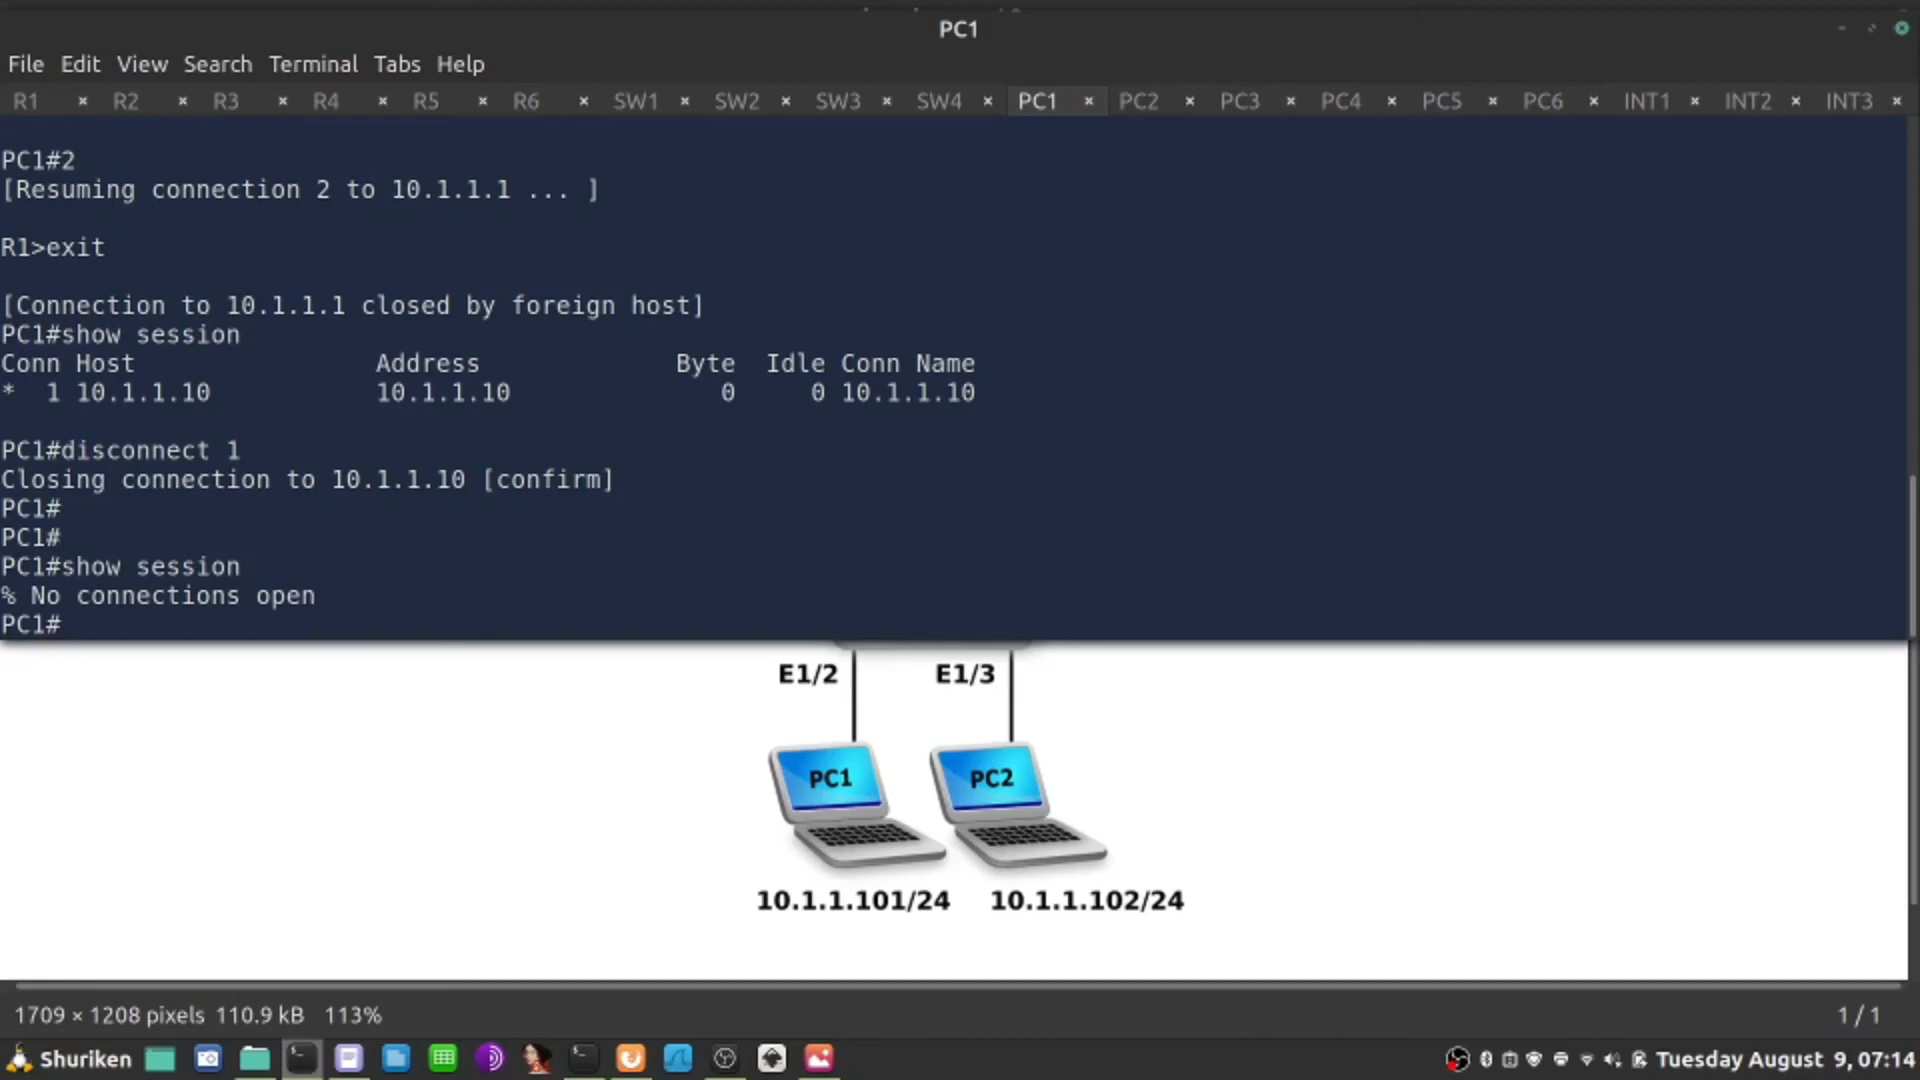 PC1
File Edit View Search Terminal Tabs Help
R1 × R2 × R3 × R4 × R5 × R6 × SW1 × SW2 × SW3 × SW4 × PC1 × PC2 × PC3 × PC4 × PC5 × PC6 × INT1 × INT2 × INT3 ×
PC1#2
[Resuming connection 2 to 10.1.1.1 ... ]
R1>exit
[Connection to 10.1.1.1 closed by foreign host]
PC1#show session
Conn Host Address Byte Idle Conn Name
* 1 10.1.1.10 10.1.1.10 0 0 10.1.1.10
PC1#disconnect 1
Closing connection to 10.1.1.10 [confirm]
PC1#
PC1#
PC1#show session
% No connections open
PC1#
E1/2 E1/3
PC1 PC2
10.1.1.101/24 10.1.1.102/24
1709 × 1208 pixels 110.9 kB 113% 1 / 1
Shuriken Tuesday August 9, 07:14